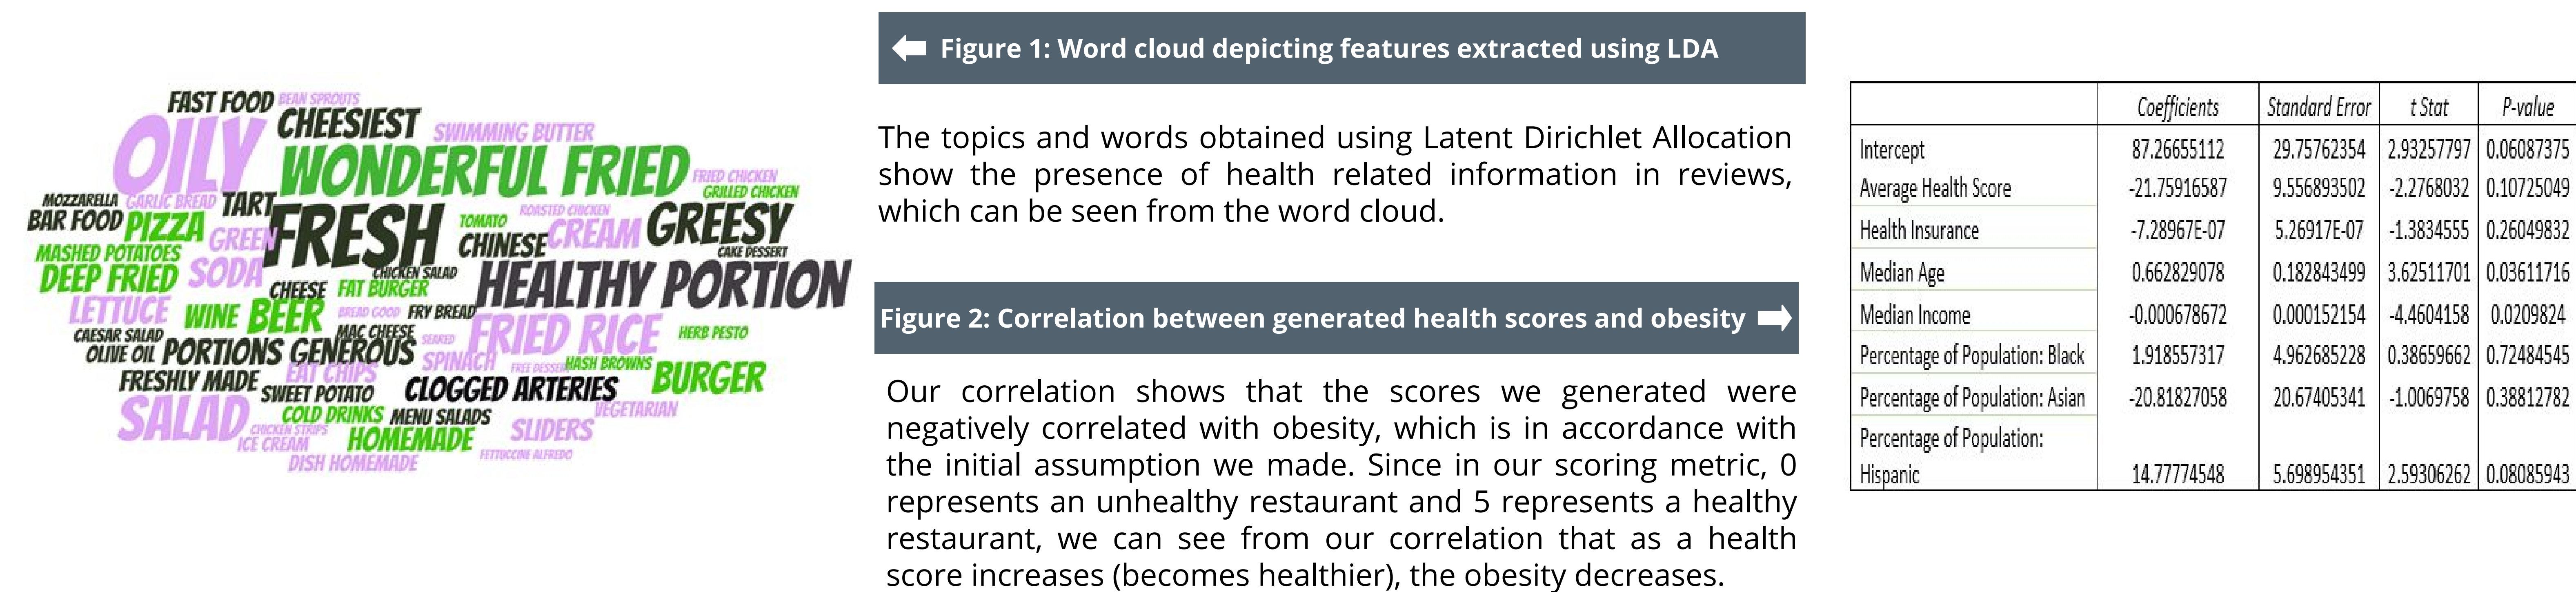 FAST FOOD BEAN SPROUTS
OILY CHEESIEST SWIMMING BUTTER
WONDERFUL FRIED FRIED CHICKEN
GRILLED CHICKEN
MOZZARELLA GARLIC BREAD TART
BAR FOOD PIZZA FRESH TOMATO ROASTED CHICKEN GREESY
GREEN CHINESE CREAM
MASHED POTATOES CAKE DESSERT
DEEP FRIED SODA CHICKEN SALAD HEALTHY PORTION
CHEESE FAT BURGER
LETTUCE WINE BEER BREAD GOOD FRY BREAD
CAESAR SALAD MAC CHEESE SEARED FRIED RICE HERB PESTO
OLIVE OIL PORTIONS GENEROUS SPINACH
FREE DESSERT HASH BROWNS BURGER
FRESHLY MADE EAT CHIPS
SWEET POTATO CLOGGED ARTERIES
SALAD COLD DRINKS MENU SALADS VEGETARIAN
CHICKEN STRIPS SLIDERS
ICE CREAM HOMEMADE
DISH HOMEMADE FETTUCCINE ALFREDO
Figure 1: Word cloud depicting features extracted using LDA
The topics and words obtained using Latent Dirichlet Allocation
show the presence of health related information in reviews,
which can be seen from the word cloud.
Figure 2: Correlation between generated health scores and obesity
Our correlation shows that the scores we generated were
negatively correlated with obesity, which is in accordance with
the initial assumption we made. Since in our scoring metric, 0
represents an unhealthy restaurant and 5 represents a healthy
restaurant, we can see from our correlation that as a health
score increases (becomes healthier), the obesity decreases.
Coefficients Standard Error t Stat P-value
Intercept 87.26655112 29.75762354 2.93257797 0.06087375
Average Health Score -21.75916587 9.556893502 -2.2768032 0.10725049
Health Insurance -7.28967E-07 5.26917E-07 -1.3834555 0.26049832
Median Age 0.662829078 0.182843499 3.62511701 0.03611716
Median Income -0.000678672 0.000152154 -4.4604158 0.0209824
Percentage of Population: Black 1.918557317 4.962685228 0.38659662 0.72484545
Percentage of Population: Asian -20.81827058 20.67405341 -1.0069758 0.38812782
Percentage of Population:
Hispanic 14.77774548 5.698954351 2.59306262 0.08085943